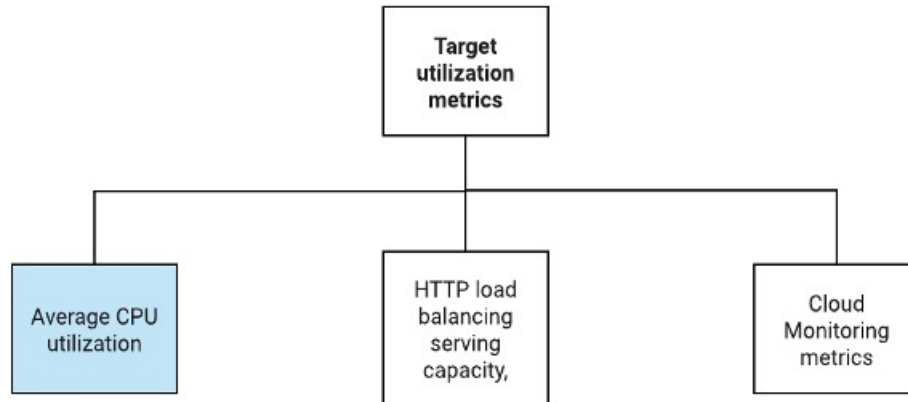 Target
utilization
metrics
Average CPU
utilization
HTTP load
balancing
serving
capacity,
Cloud
Monitoring
metrics